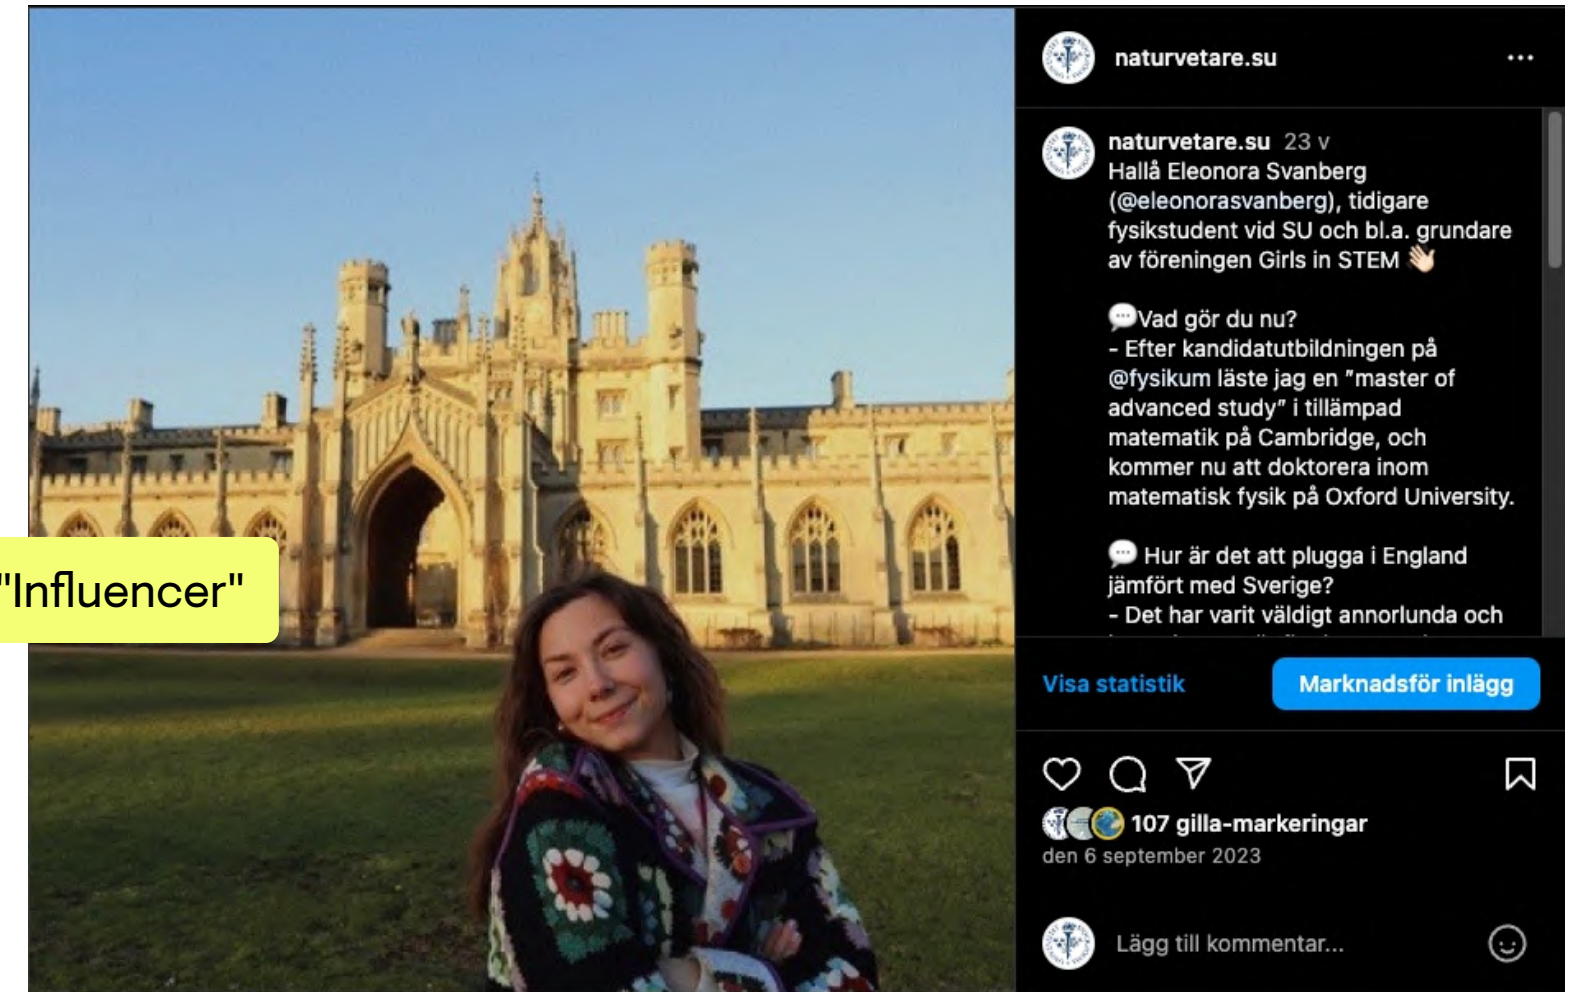 "Influencer"
naturvetare.su
naturvetare.su 23 v
Hallå Eleonora Svanberg
(@eleonorasvanberg), tidigare
fysikstudent vid SU och bl.a. grundare
av föreningen Girls in STEM 👋🏻
💬Vad gör du nu?
- Efter kandidatutbildningen på
@fysikum läste jag en "master of
advanced study" i tillämpad
matematik på Cambridge, och
kommer nu att doktorera inom
matematisk fysik på Oxford University.
💬 Hur är det att plugga i England
jämfört med Sverige?
- Det har varit väldigt annorlunda och
Visa statistik
Marknadsför inlägg
107 gilla-markeringar
den 6 september 2023
Lägg till kommentar...